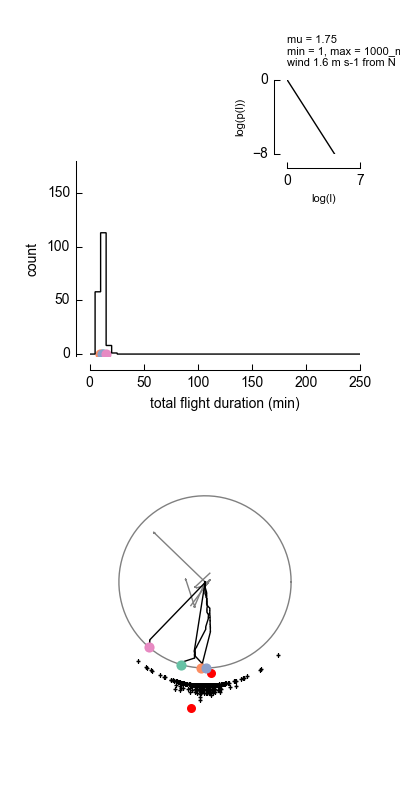 mu = 1.75
min = 1, max = 1000_m
wind 1.6 m s-1 from N
0
log(p(l))
−8
0
7
log(l)
150
100
50
0
count
0
50
100
150
200
250
total flight duration (min)